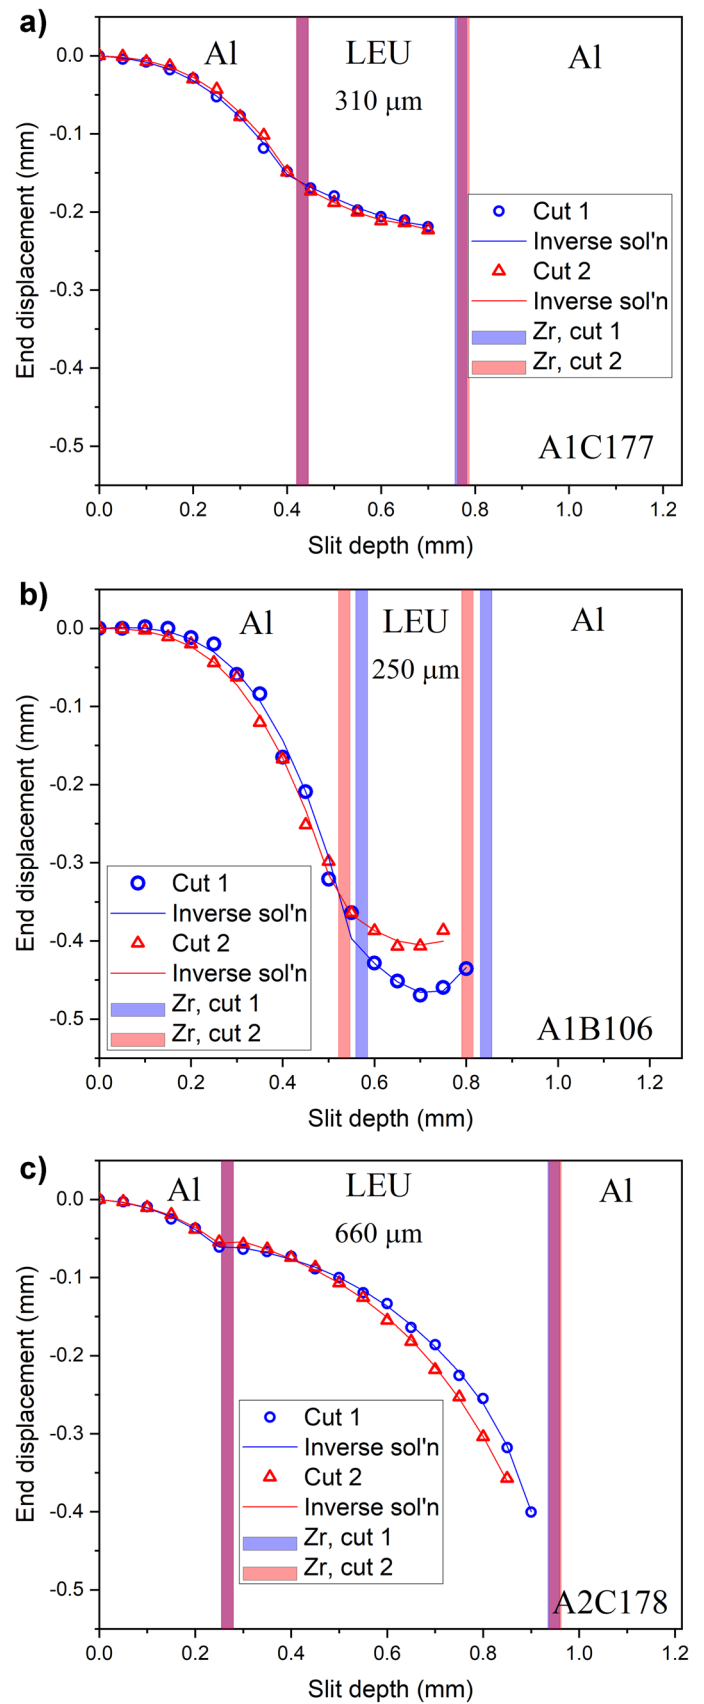 a)
Al LEU Al
310 μm
0.0
-0.1
-0.2
-0.3
-0.4
-0.5
End displacement (mm)
Cut 1
Inverse sol'n
Cut 2
Inverse sol'n
Zr, cut 1
Zr, cut 2
A1C177
0.0 0.2 0.4 0.6 0.8 1.0 1.2
Slit depth (mm)
b)
Al LEU Al
250 μm
0.0
-0.1
-0.2
-0.3
-0.4
-0.5
End displacement (mm)
Cut 1
Inverse sol'n
Cut 2
Inverse sol'n
Zr, cut 1
Zr, cut 2
A1B106
0.0 0.2 0.4 0.6 0.8 1.0 1.2
Slit depth (mm)
c)
Al LEU Al
660 μm
0.0
-0.1
-0.2
-0.3
-0.4
-0.5
End displacement (mm)
Cut 1
Inverse sol'n
Cut 2
Inverse sol'n
Zr, cut 1
Zr, cut 2
A2C178
0.0 0.2 0.4 0.6 0.8 1.0 1.2
Slit depth (mm)